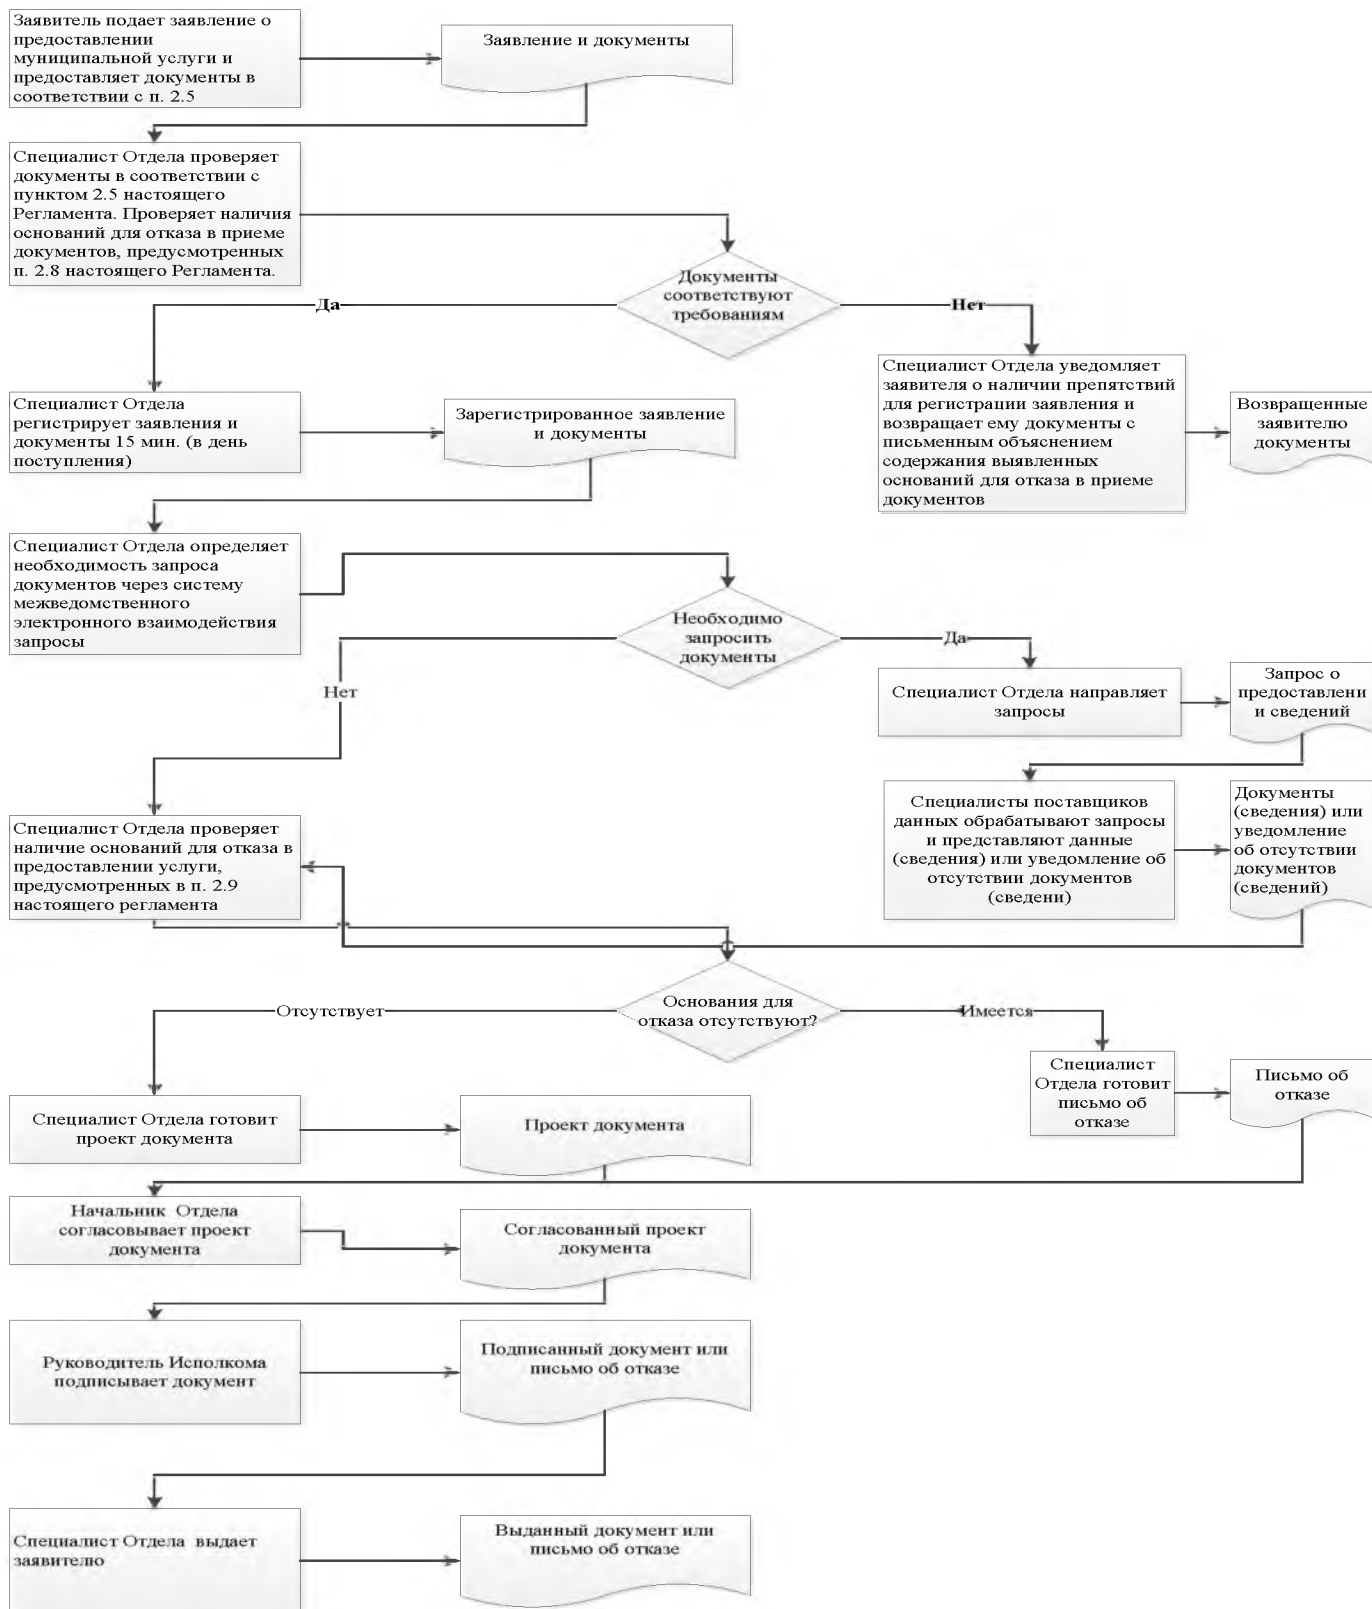 Заявитель подает заявление о
предоставлении
муниципальной услуги и
предоставляет документы в
соответствии с п. 2.5
Заявление и документы
Специалист Отдела проверяет
документы в соответствии с
пунктом 2.5 настоящего
Регламента. Проверяет наличия
оснований для отказа в приеме
документов, предусмотренных
п. 2.8 настоящего Регламента.
Документы
соответствуют
требованиям
Да
Нет
Специалист Отдела
регистрирует заявления и
документы 15 мин. (в день
поступления)
Зарегистрированное заявление
и документы
Специалист Отдела уведомляет
заявителя о наличии препятствий
для регистрации заявления и
возвращает ему документы с
письменным объяснением
содержания выявленных
оснований для отказа в приеме
документов
Возвращенные
заявителю
документы
Специалист Отдела определяет
необходимость запроса
документов через систему
межведомственного
электронного взаимодействия
запросы
Необходимо
запросить
документы
Да
Нет
Специалист Отдела направляет
запросы
Запрос о
предоставлени
и сведений
Специалисты поставщиков
данных обрабатывают запросы
и представляют данные
(сведения) или уведомление об
отсутствии документов
(сведени)
Документы
(сведения) или
уведомление
об отсутствии
документов
(сведений)
Специалист Отдела проверяет
наличие оснований для отказа в
предоставлении услуги,
предусмотренных в п. 2.9
настоящего регламента
Основания для
отказа отсутствуют?
Отсутствует
Имеется
Специалист
Отдела готовит
письмо об
отказе
Письмо об
отказе
Специалист Отдела готовит
проект документа
Проект документа
Начальник Отдела
согласовывает проект
документа
Согласованный проект
документа
Руководитель Исполкома
подписывает документ
Подписанный документ или
письмо об отказе
Специалист Отдела выдает
заявителю
Выданный документ или
письмо об отказе